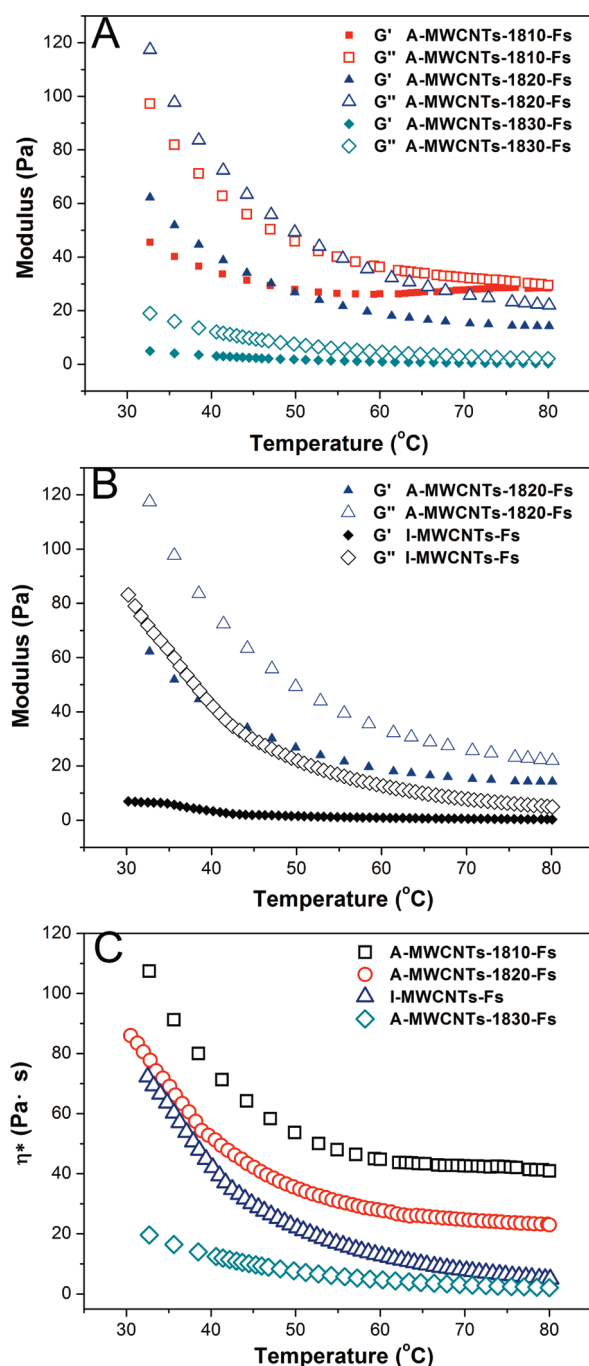 A
G' A-MWCNTs-1810-Fs
G" A-MWCNTs-1810-Fs
G' A-MWCNTs-1820-Fs
G" A-MWCNTs-1820-Fs
G' A-MWCNTs-1830-Fs
G" A-MWCNTs-1830-Fs
120
100
80
60
40
20
0
Modulus (Pa)
30 40 50 60 70 80
Temperature (°C)
B
G' A-MWCNTs-1820-Fs
G" A-MWCNTs-1820-Fs
G' I-MWCNTs-Fs
G" I-MWCNTs-Fs
120
100
80
60
40
20
0
Modulus (Pa)
30 40 50 60 70 80
Temperature (°C)
C
A-MWCNTs-1810-Fs
A-MWCNTs-1820-Fs
I-MWCNTs-Fs
A-MWCNTs-1830-Fs
120
100
80
60
40
20
0
η* (Pa· s)
30 40 50 60 70 80
Temperature (°C)